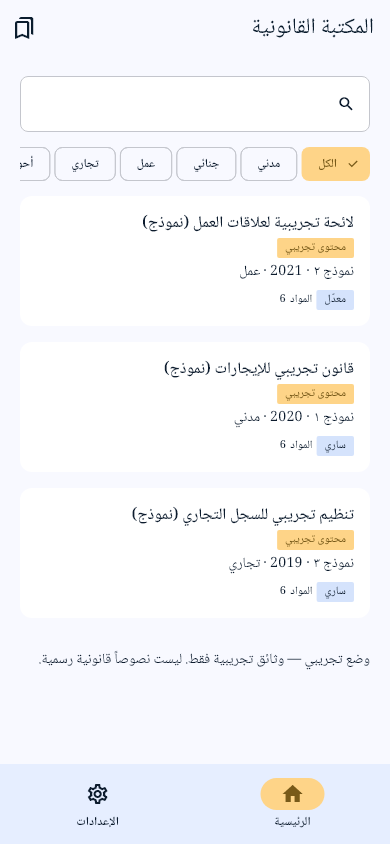 المكتبة القانونية
الكل
مدني
جنائي
عمل
تجاري
أحو
لائحة تجريبية لعلاقات العمل (نموذج)
محتوى تجريبي
نموذج ٢ · 2021 · عمل
معدّل
المواد 6
قانون تجريبي للإيجارات (نموذج)
محتوى تجريبي
نموذج ١ · 2020 · مدني
ساري
المواد 6
تنظيم تجريبي للسجل التجاري (نموذج)
محتوى تجريبي
نموذج ٣ · 2019 · تجاري
ساري
المواد 6
وضع تجريبي — وثائق تجريبية فقط. ليست نصوصاً قانونية رسمية.
الرئيسية
الإعدادات